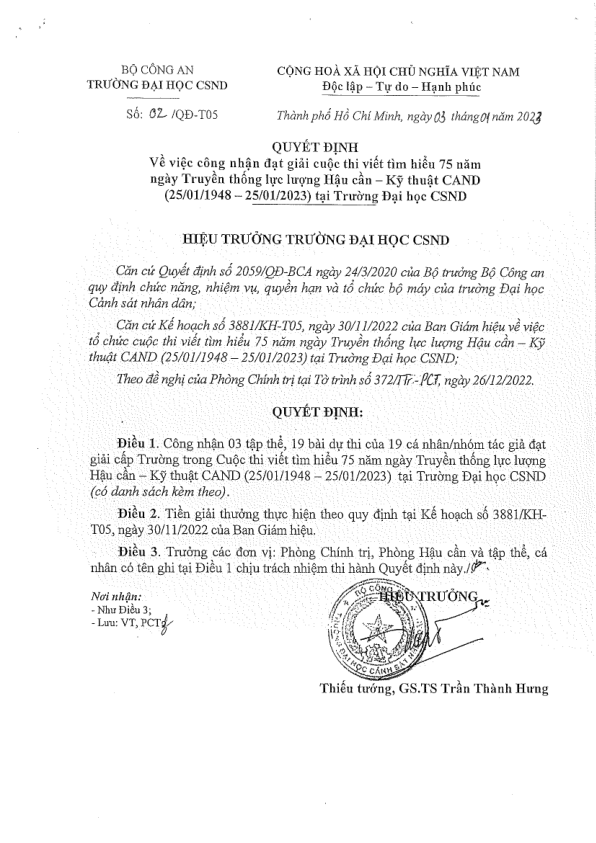 BỘ CÔNG AN
TRƯỜNG ĐẠI HỌC CSND
CỘNG HOÀ XÃ HỘI CHỦ NGHĨA VIỆT NAM
Độc lập – Tự do – Hạnh phúc
Số: 02 /QĐ-T05
Thành phố Hồ Chí Minh, ngày 03 tháng 01 năm 2023
QUYẾT ĐỊNH
Về việc công nhận đạt giải cuộc thi viết tìm hiểu 75 năm
ngày Truyền thống lực lượng Hậu cần – Kỹ thuật CAND
(25/01/1948 – 25/01/2023) tại Trường Đại học CSND
HIỆU TRƯỞNG TRƯỜNG ĐẠI HỌC CSND
Căn cứ Quyết định số 2059/QĐ-BCA ngày 24/3/2020 của Bộ trưởng Bộ Công an
quy định chức năng, nhiệm vụ, quyền hạn và tổ chức bộ máy của trường Đại học
Cảnh sát nhân dân;
Căn cứ Kế hoạch số 3881/KH-T05, ngày 30/11/2022 của Ban Giám hiệu về việc
tổ chức cuộc thi viết tìm hiểu 75 năm ngày Truyền thống lực lượng Hậu cần – Kỹ
thuật CAND (25/01/1948 – 25/01/2023) tại Trường Đại học CSND;
Theo đề nghị của Phòng Chính trị tại Tờ trình số 372/TTr-PCT, ngày 26/12/2022.
QUYẾT ĐỊNH:
Điều 1. Công nhận 03 tập thể, 19 bài dự thi của 19 cá nhân/nhóm tác giả đạt
giải cấp Trường trong Cuộc thi viết tìm hiểu 75 năm ngày Truyền thống lực lượng
Hậu cần – Kỹ thuật CAND (25/01/1948 – 25/01/2023) tại Trường Đại học CSND
(có danh sách kèm theo).
Điều 2. Tiền giải thưởng thực hiện theo quy định tại Kế hoạch số 3881/KH-
T05, ngày 30/11/2022 của Ban Giám hiệu.
Điều 3. Trưởng các đơn vị: Phòng Chính trị, Phòng Hậu cần và tập thể, cá
nhân có tên ghi tại Điều 1 chịu trách nhiệm thi hành Quyết định này./.
Nơi nhận:
- Như Điều 3;
- Lưu: VT, PCT
HIỆU TRƯỞNG
Thiếu tướng, GS.TS Trần Thành Hưng